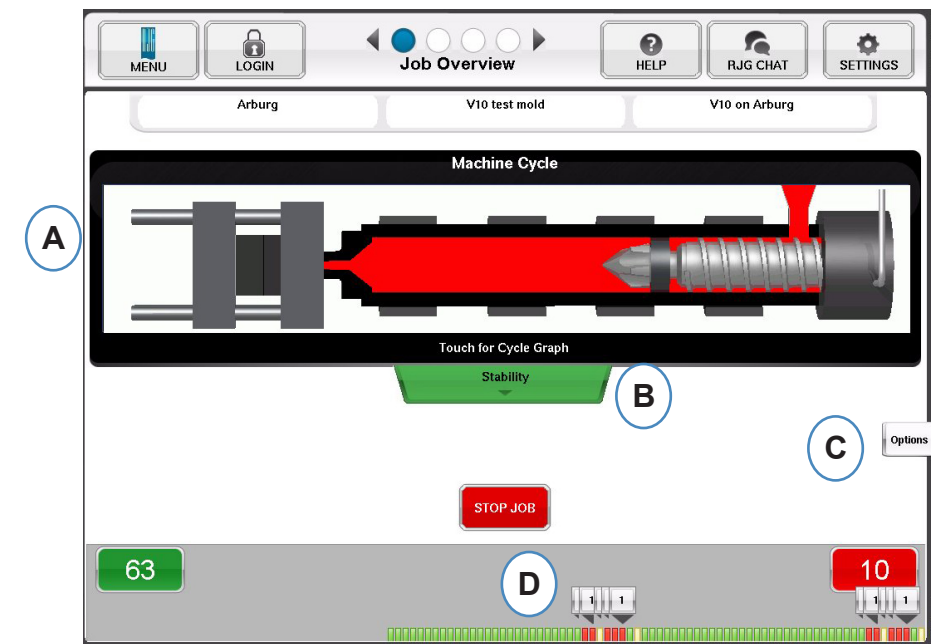 MENU
LOGIN
Job Overview
HELP
RJG CHAT
SETTINGS
Arburg
V10 test mold
V10 on Arburg
Machine Cycle
A
Touch for Cycle Graph
Stability
B
C
Options
STOP JOB
63
D
10
1
1
1
1